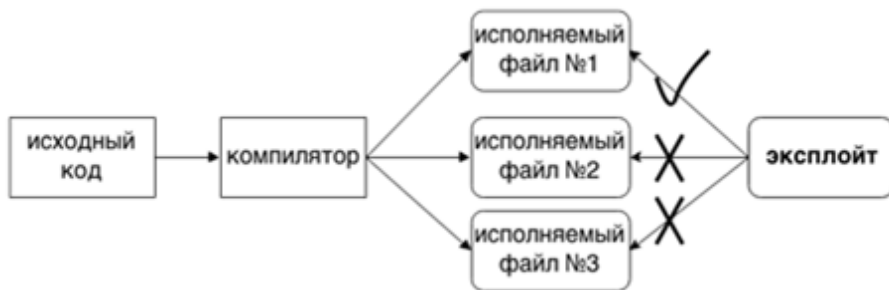 исполняемый
файл №1
исходный
код
компилятор
исполняемый
файл №2
эксплойт
исполняемый
файл №3